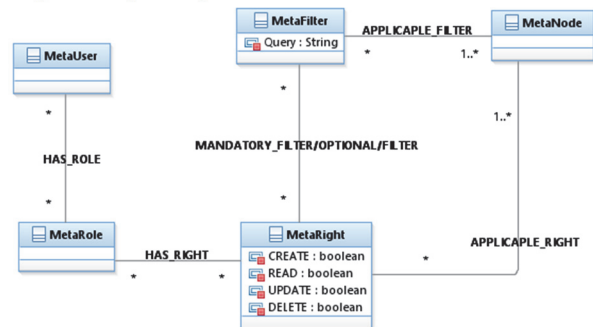 MetaFilter
Query : String
APPLICAPLE_FILTER
*
1..*
MetaNode
MetaUser
*
*
1..*
HAS_ROLE
MANDATORY_FILTER/OPTIONAL/FILTER
*
*
MetaRole
MetaRight
HAS_RIGHT
*
*
CREATE : boolean
READ : boolean
UPDATE : boolean
DELETE : boolean
APPLICAPLE_RIGHT
*